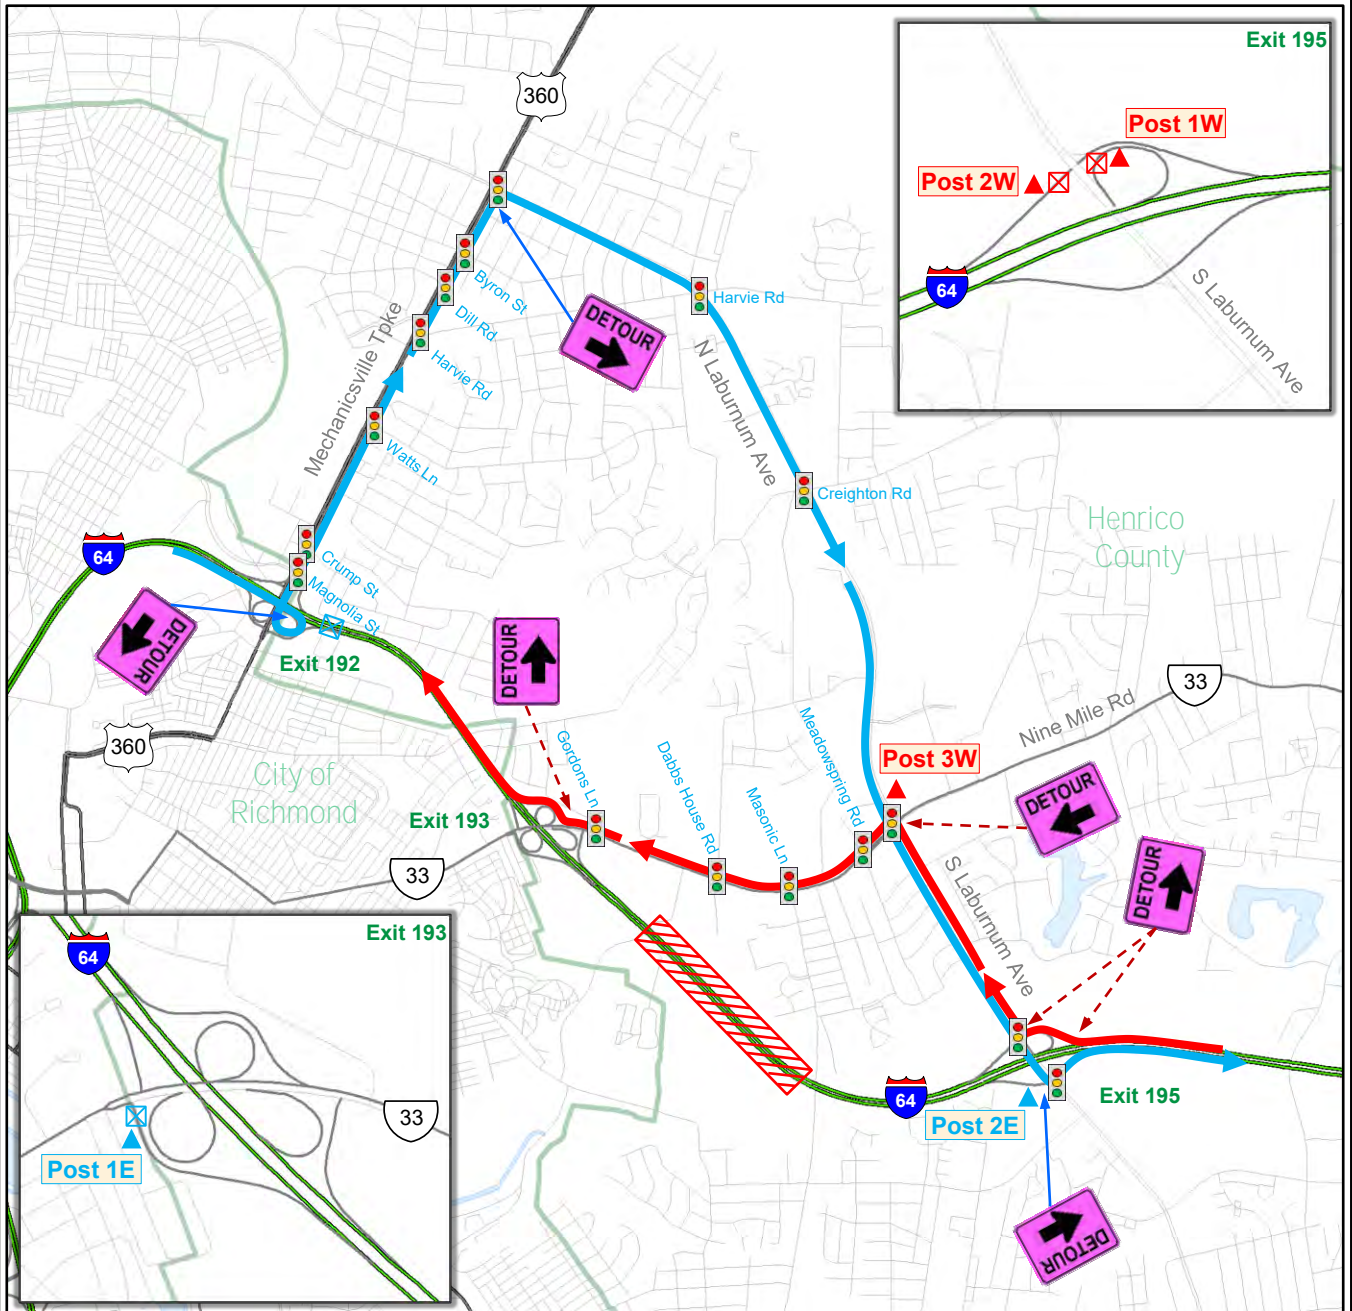 Exit 195
Post 1W
Post 2W
64
S Laburnum Ave
360
Byron St
Dill Rd
Harvie Rd
Mechanicsville Tpke
Watts Ln
DETOUR
Harvie Rd
N Laburnum Ave
Creighton Rd
Henrico
County
64
Crump St
Magnolia St
DETOUR
Exit 192
DETOUR
33
Nine Mile Rd
360
City of
Richmond
Gordons Ln
Dabbs House Rd
Masonic Ln
Meadowspring Rd
Post 3W
DETOUR
Exit 193
33
S Laburnum Ave
DETOUR
Exit 193
64
33
Post 1E
64
Exit 195
Post 2E
DETOUR